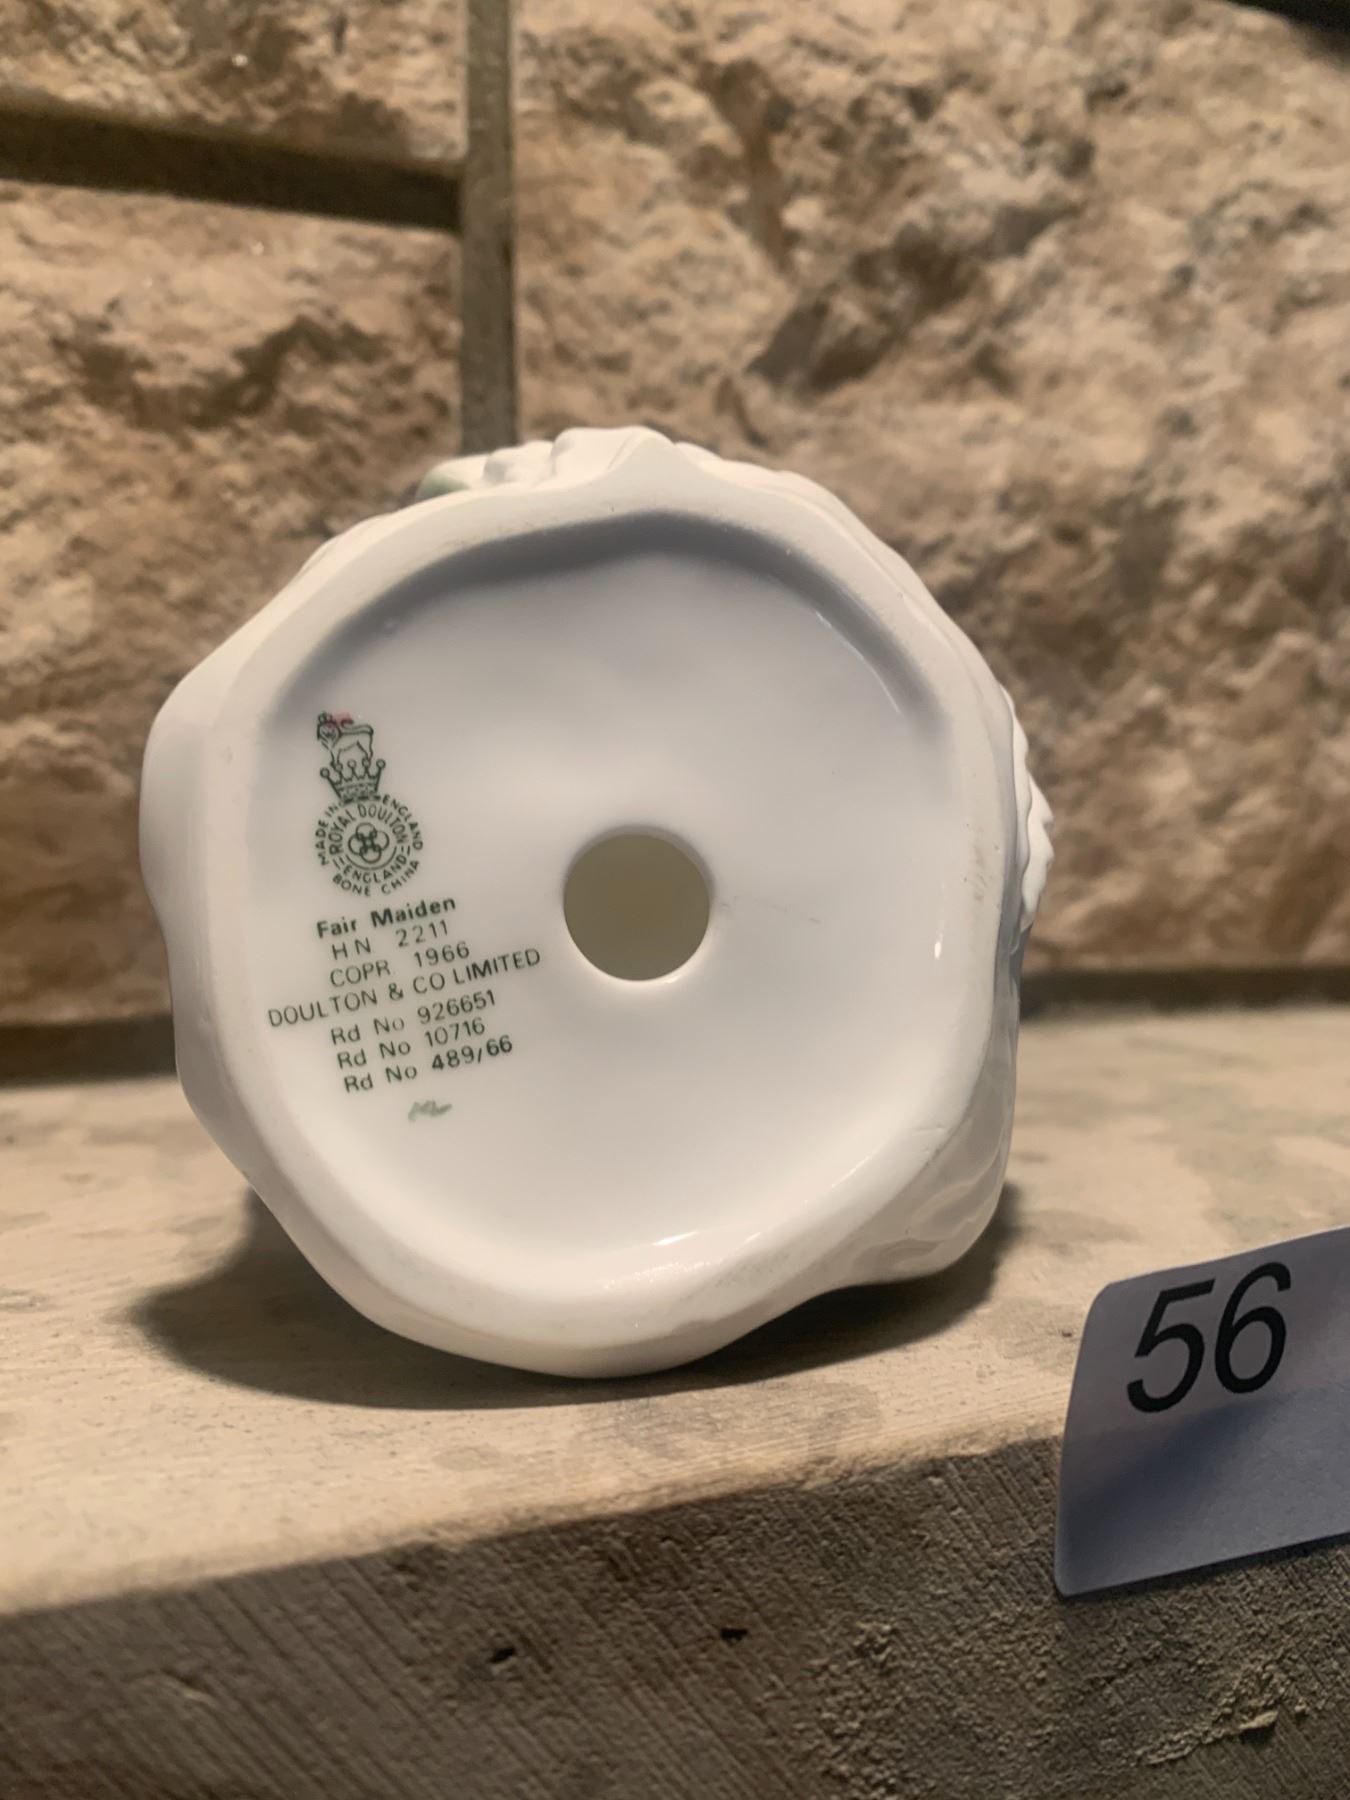 MADE IN ENGLAND
ROYAL DOULTON
ENGLAND
BONE CHINA
Fair Maiden
HN 2211
COPR. 1966
DOULTON & CO LIMITED
Rd No 926651
Rd No 10716
Rd No 489/66
56